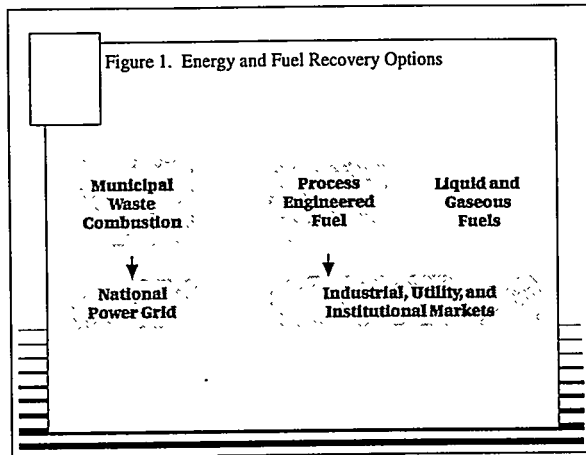 Figure 1. Energy and Fuel Recovery Options
Municipal
Waste
Combustion
Process
Engineered
Fuel
Liquid and
Gaseous
Fuels
National
Power Grid
Industrial, Utility, and
Institutional Markets